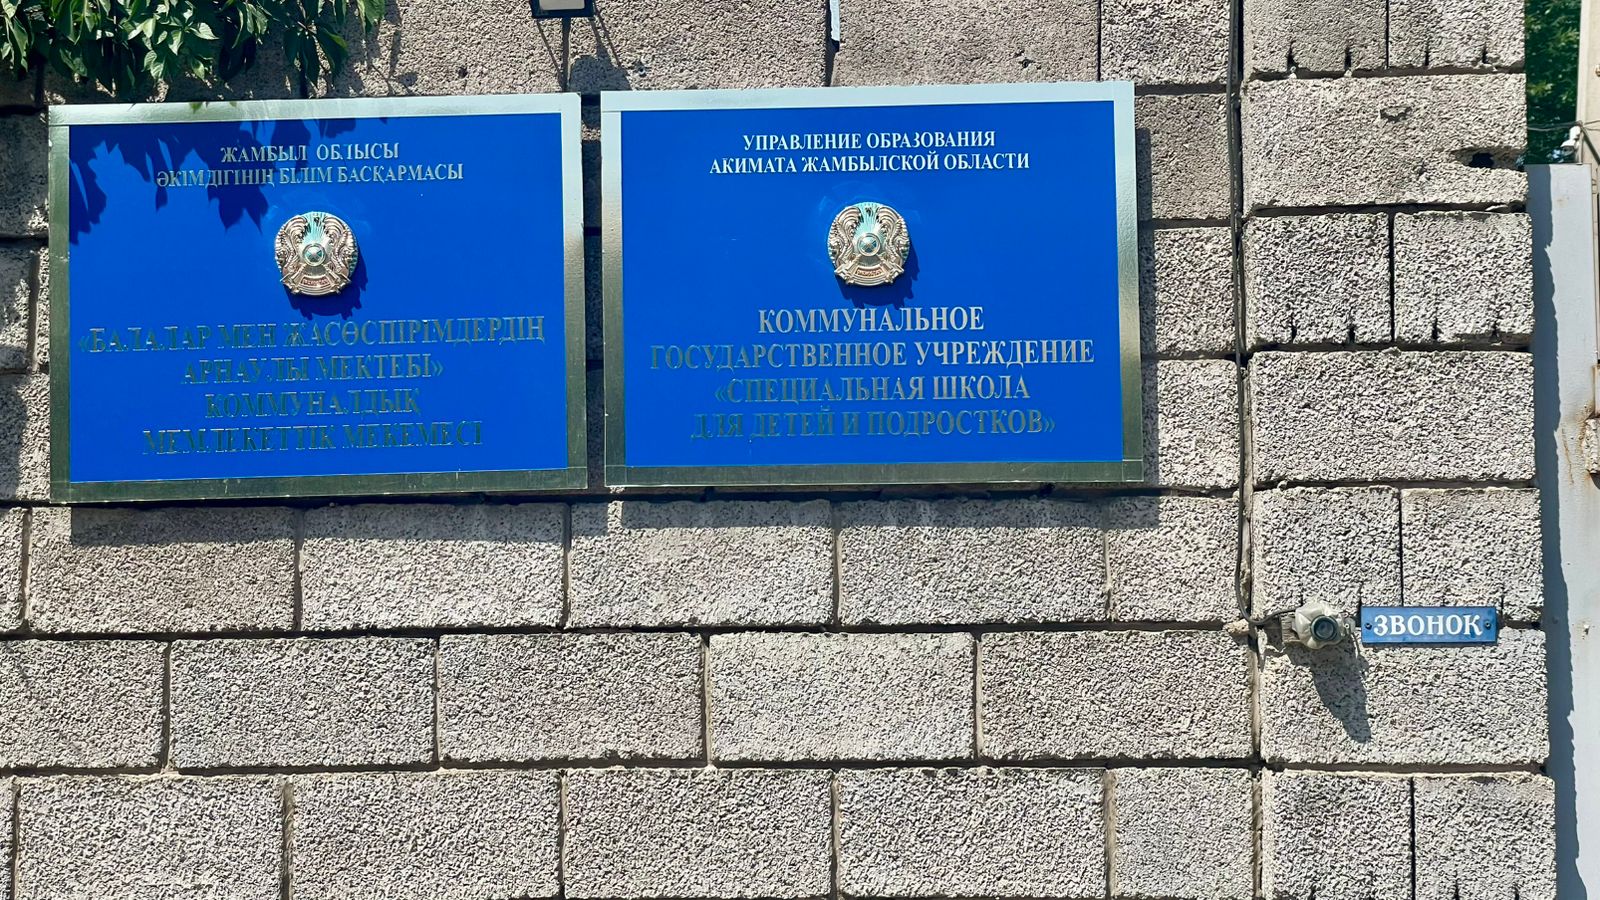 ЖАМБЫЛ ОБЛЫСЫ
ӘКІМДІГІНІҢ БІЛІМ БАСҚАРМАСЫ
«БАЛАЛАР МЕН ЖАСӨСПІРІМДЕРДІҢ
АРНАУЛЫ МЕКТЕБІ»
КОММУНАЛДЫҚ
МЕМЛЕКЕТТІК МЕКЕМЕСІ
УПРАВЛЕНИЕ ОБРАЗОВАНИЯ
АКИМАТА ЖАМБЫЛСКОЙ ОБЛАСТИ
КОММУНАЛЬНОЕ
ГОСУДАРСТВЕННОЕ УЧРЕЖДЕНИЕ
«СПЕЦИАЛЬНАЯ ШКОЛА
ДЛЯ ДЕТЕЙ И ПОДРОСТКОВ»
ЗВОНОК